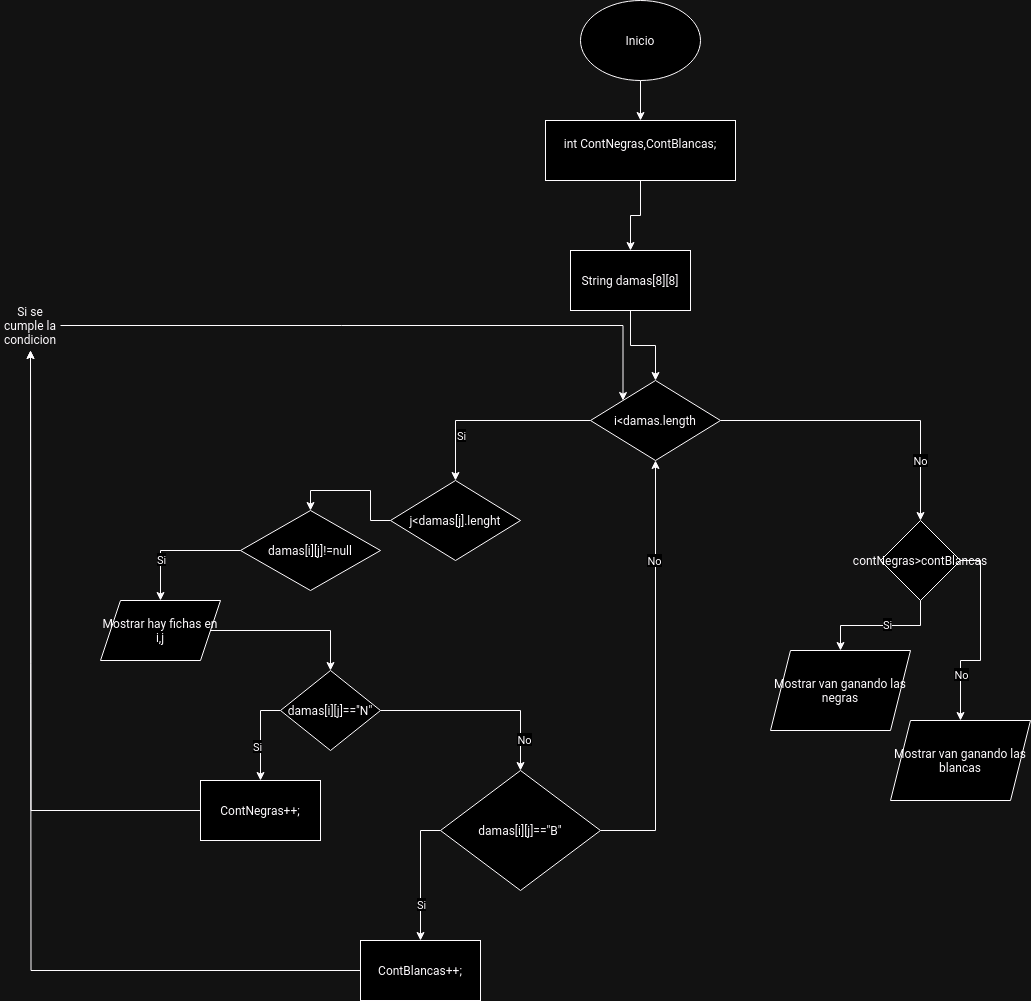 Inicio
int ContNegras,ContBlancas;
String damas[8][8]
Si se
cumple la
condicion
i<damas.length
Si
No
j<damas[j].lenght
damas[i][j]!=null
Si
No
contNegras>contBlancas
Mostrar hay fichas en
i,j
Si
Mostrar van ganando las
negras
No
damas[i][j]=="N"
Si
No
Mostrar van ganando las
blancas
ContNegras++;
damas[i][j]=="B"
Si
ContBlancas++;